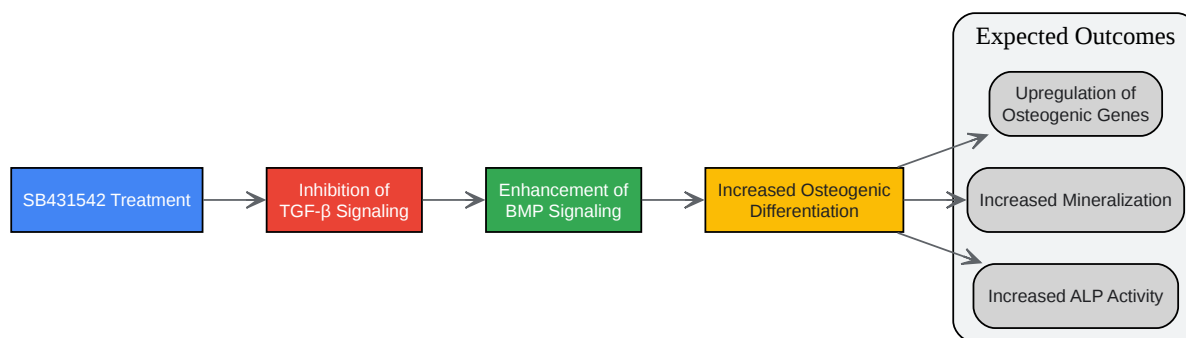 SB431542 Treatment
Inhibition of
TGF-β Signaling
Enhancement of
BMP Signaling
Increased Osteogenic
Differentiation
Expected Outcomes
Upregulation of
Osteogenic Genes
Increased Mineralization
Increased ALP Activity